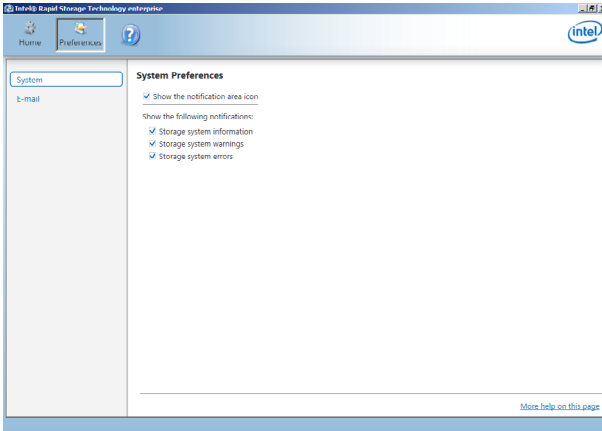 Intel® Rapid Storage Technology enterprise
Home
Preferences
?
intel
System
E-mail
System Preferences
Show the notification area icon
Show the following notifications:
Storage system information
Storage system warnings
Storage system errors
More help on this page